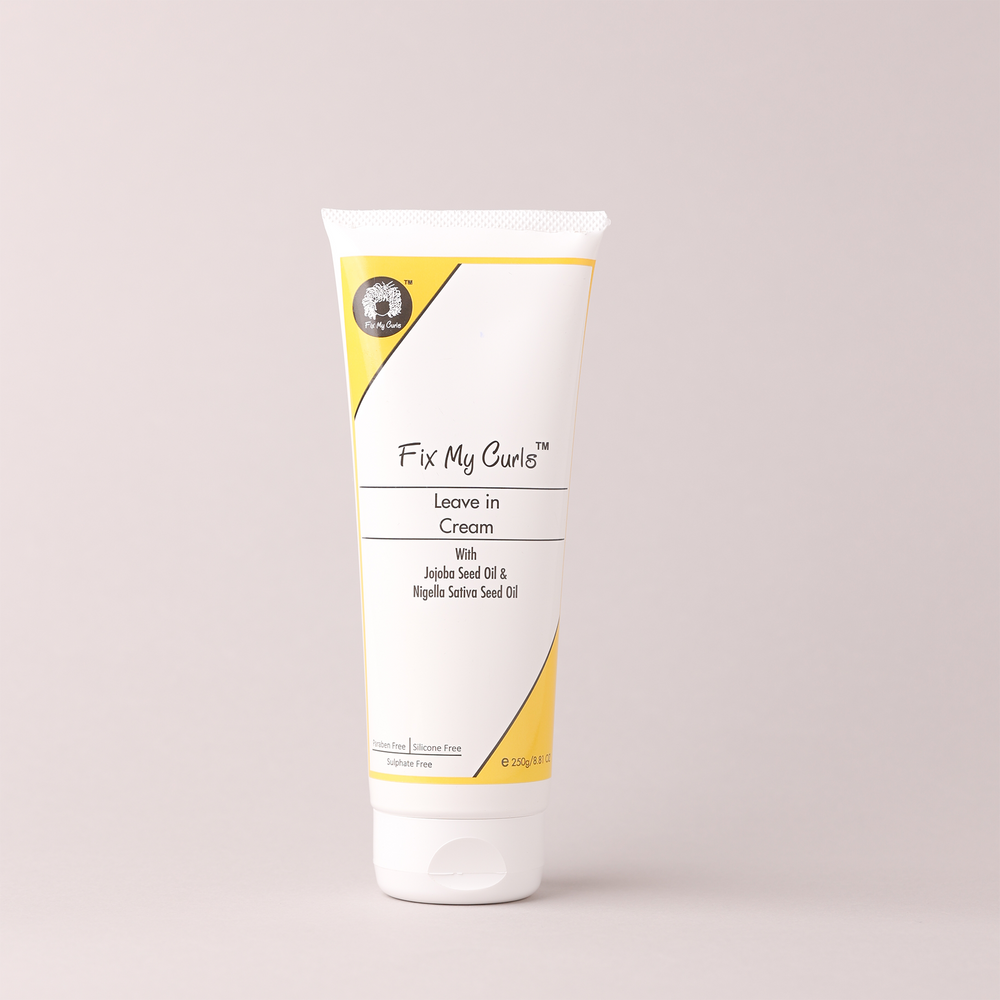 TM
Fix My Curls
Fix My Curls™
Leave in
Cream
With
Jojoba Seed Oil &
Nigella Sativa Seed Oil
Paraben Free | Silicone Free
Sulphate Free
e 250g/8.81 OZ